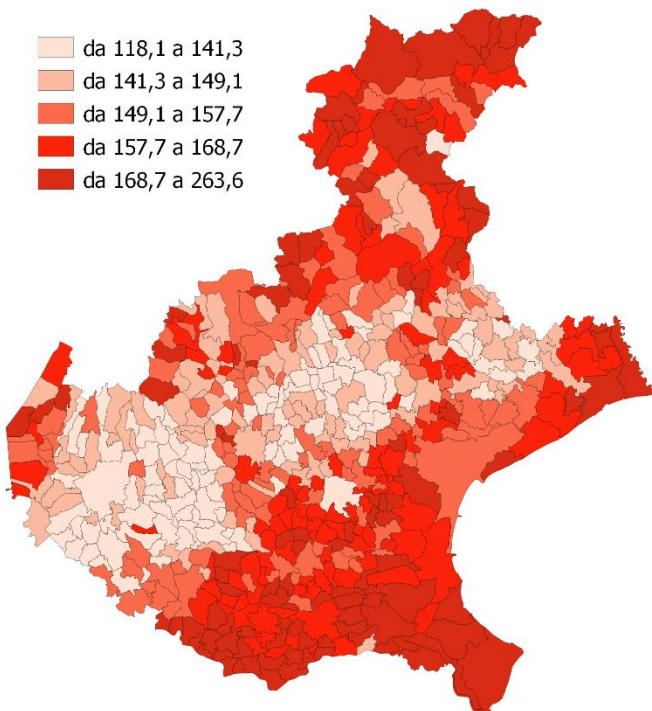 da 118,1 a 141,3
da 141,3 a 149,1
da 149,1 a 157,7
da 157,7 a 168,7
da 168,7 a 263,6